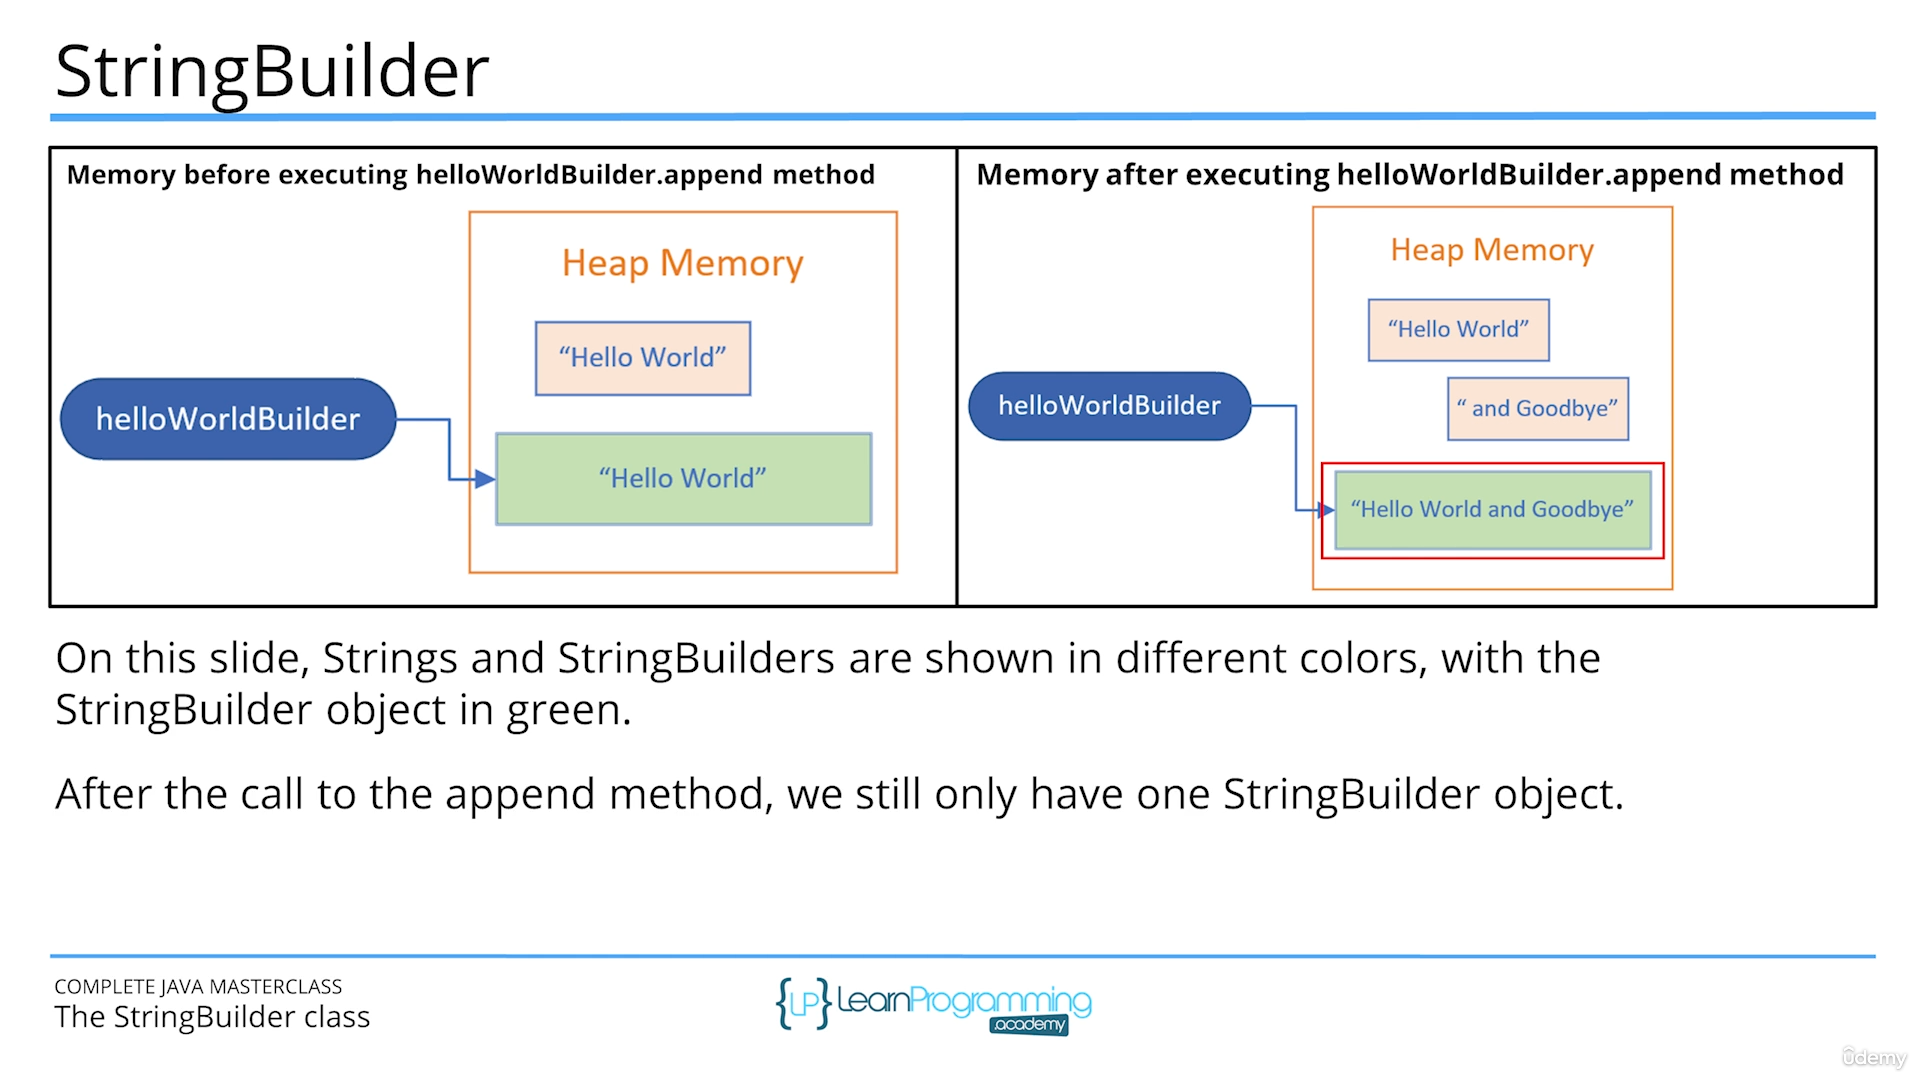 StringBuilder
Memory before executing helloWorldBuilder.append method
Heap Memory
“Hello World”
helloWorldBuilder
“Hello World”
Memory after executing helloWorldBuilder.append method
Heap Memory
“Hello World”
helloWorldBuilder
“ and Goodbye”
“Hello World and Goodbye”
On this slide, Strings and StringBuilders are shown in different colors, with the
StringBuilder object in green.
After the call to the append method, we still only have one StringBuilder object.
COMPLETE JAVA MASTERCLASS
The StringBuilder class
{LP} LearnProgramming
.academy
ûdemy